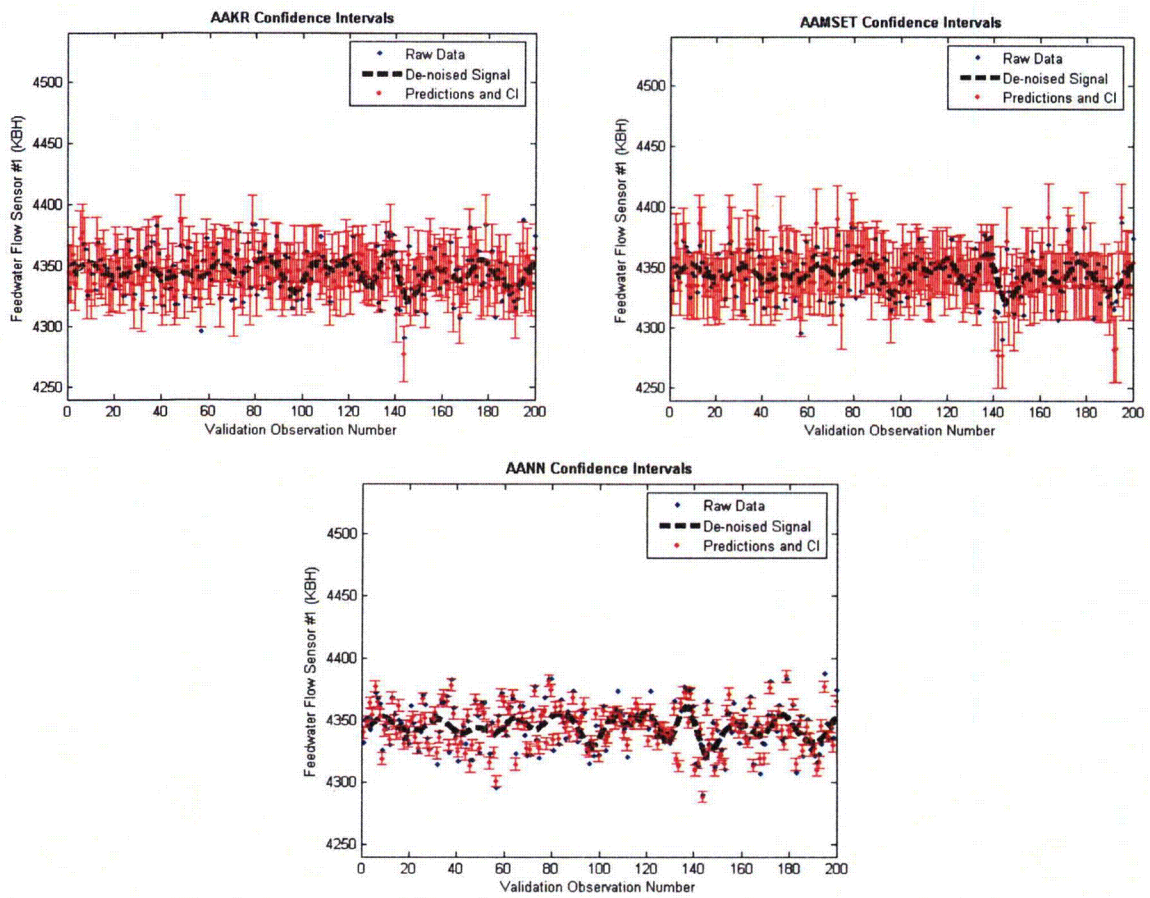 AAKR Confidence Intervals
Raw Data
De-noised Signal
Predictions and CI
4500
4450
4400
4350
4300
4250
Feedwater Flow Sensor #1 (KBH)
0 20 40 60 80 100 120 140 160 180 200
Validation Observation Number
AAMSET Confidence Intervals
Raw Data
De-noised Signal
Predictions and CI
4500
4450
4400
4350
4300
4250
Feedwater Flow Sensor #1 (KBH)
0 20 40 60 80 100 120 140 160 180 200
Validation Observation Number
AANN Confidence Intervals
Raw Data
De-noised Signal
Predictions and CI
4500
4450
4400
4350
4300
4250
Feedwater Flow Sensor #1 (KBH)
0 20 40 60 80 100 120 140 160 180 200
Validation Observation Number